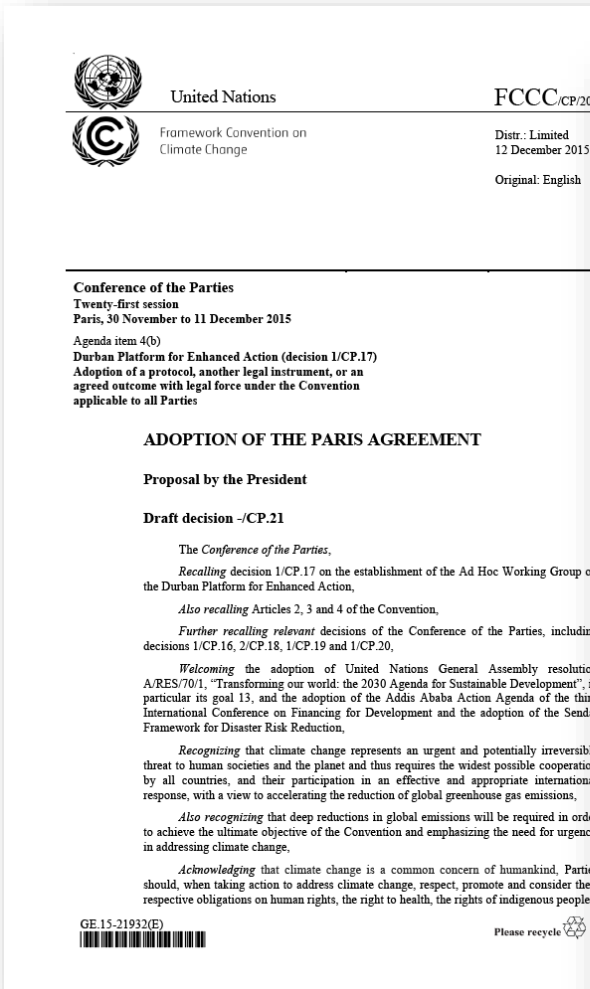 United Nations
FCCC/CP/20
Framework Convention on
Climate Change
Distr.: Limited
12 December 2015
Original: English
Conference of the Parties
Twenty-first session
Paris, 30 November to 11 December 2015
Agenda item 4(b)
Durban Platform for Enhanced Action (decision 1/CP.17)
Adoption of a protocol, another legal instrument, or an
agreed outcome with legal force under the Convention
applicable to all Parties
ADOPTION OF THE PARIS AGREEMENT
Proposal by the President
Draft decision -/CP.21
The Conference of the Parties,
Recalling decision 1/CP.17 on the establishment of the Ad Hoc Working Group o
the Durban Platform for Enhanced Action,
Also recalling Articles 2, 3 and 4 of the Convention,
Further recalling relevant decisions of the Conference of the Parties, includin
decisions 1/CP.16, 2/CP.18, 1/CP.19 and 1/CP.20,
Welcoming the adoption of United Nations General Assembly resolutio
A/RES/70/1, “Transforming our world: the 2030 Agenda for Sustainable Development”, i
particular its goal 13, and the adoption of the Addis Ababa Action Agenda of the thir
International Conference on Financing for Development and the adoption of the Send
Framework for Disaster Risk Reduction,
Recognizing that climate change represents an urgent and potentially irreversibl
threat to human societies and the planet and thus requires the widest possible cooperatio
by all countries, and their participation in an effective and appropriate internationa
response, with a view to accelerating the reduction of global greenhouse gas emissions,
Also recognizing that deep reductions in global emissions will be required in orde
to achieve the ultimate objective of the Convention and emphasizing the need for urgenc
in addressing climate change,
Acknowledging that climate change is a common concern of humankind, Partie
should, when taking action to address climate change, respect, promote and consider the
respective obligations on human rights, the right to health, the rights of indigenous people
GE.15-21932(E)
Please recycle